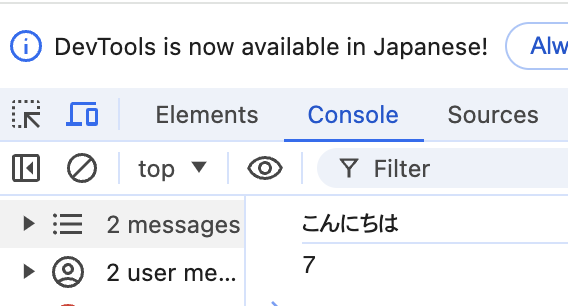 DevTools is now available in Japanese!
Alw
Elements
Console
Sources
top
Filter
2 messages
こんにちは
2 user me...
7